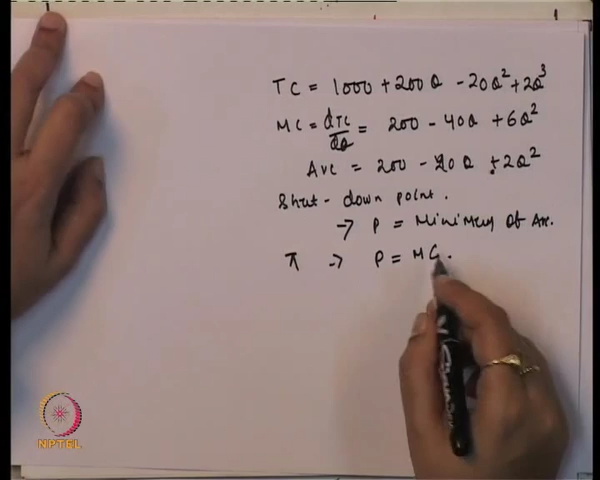 TC = 1000 + 200Q - 20Q² + 2Q³
MC = dTC/dQ = 200 - 40Q + 6Q²
AVC = 200 - 20Q + 2Q²
Shut-down point.
→ P = Minimum of Avc.
π → P = MC.
NPTEL